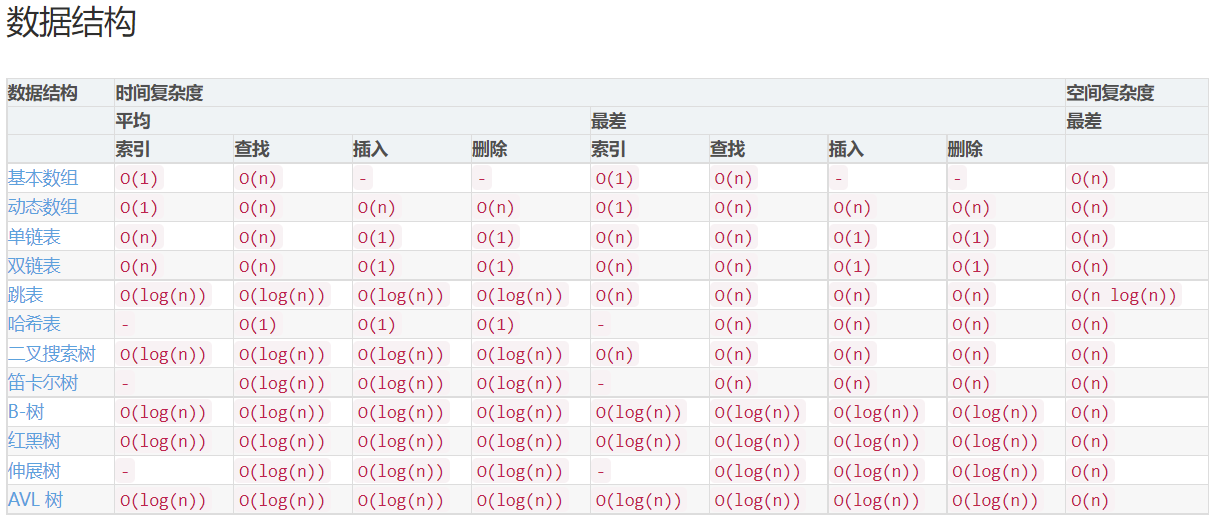 数据结构
数据结构 时间复杂度 空间复杂度
平均 最差 最差
索引 查找 插入 删除 索引 查找 插入 删除
基本数组 O(1) O(n) - - O(1) O(n) - - O(n)
动态数组 O(1) O(n) O(n) O(n) O(1) O(n) O(n) O(n) O(n)
单链表 O(n) O(n) O(1) O(1) O(n) O(n) O(1) O(1) O(n)
双链表 O(n) O(n) O(1) O(1) O(n) O(n) O(1) O(1) O(n)
跳表 O(log(n)) O(log(n)) O(log(n)) O(log(n)) O(n) O(n) O(n) O(n) O(n log(n))
哈希表 - O(1) O(1) O(1) - O(n) O(n) O(n) O(n)
二叉搜索树 O(log(n)) O(log(n)) O(log(n)) O(log(n)) O(n) O(n) O(n) O(n) O(n)
笛卡尔树 - O(log(n)) O(log(n)) O(log(n)) - O(n) O(n) O(n) O(n)
B-树 O(log(n)) O(log(n)) O(log(n)) O(log(n)) O(log(n)) O(log(n)) O(log(n)) O(log(n)) O(n)
红黑树 O(log(n)) O(log(n)) O(log(n)) O(log(n)) O(log(n)) O(log(n)) O(log(n)) O(log(n)) O(n)
伸展树 - O(log(n)) O(log(n)) O(log(n)) - O(log(n)) O(log(n)) O(log(n)) O(n)
AVL 树 O(log(n)) O(log(n)) O(log(n)) O(log(n)) O(log(n)) O(log(n)) O(log(n)) O(log(n)) O(n)